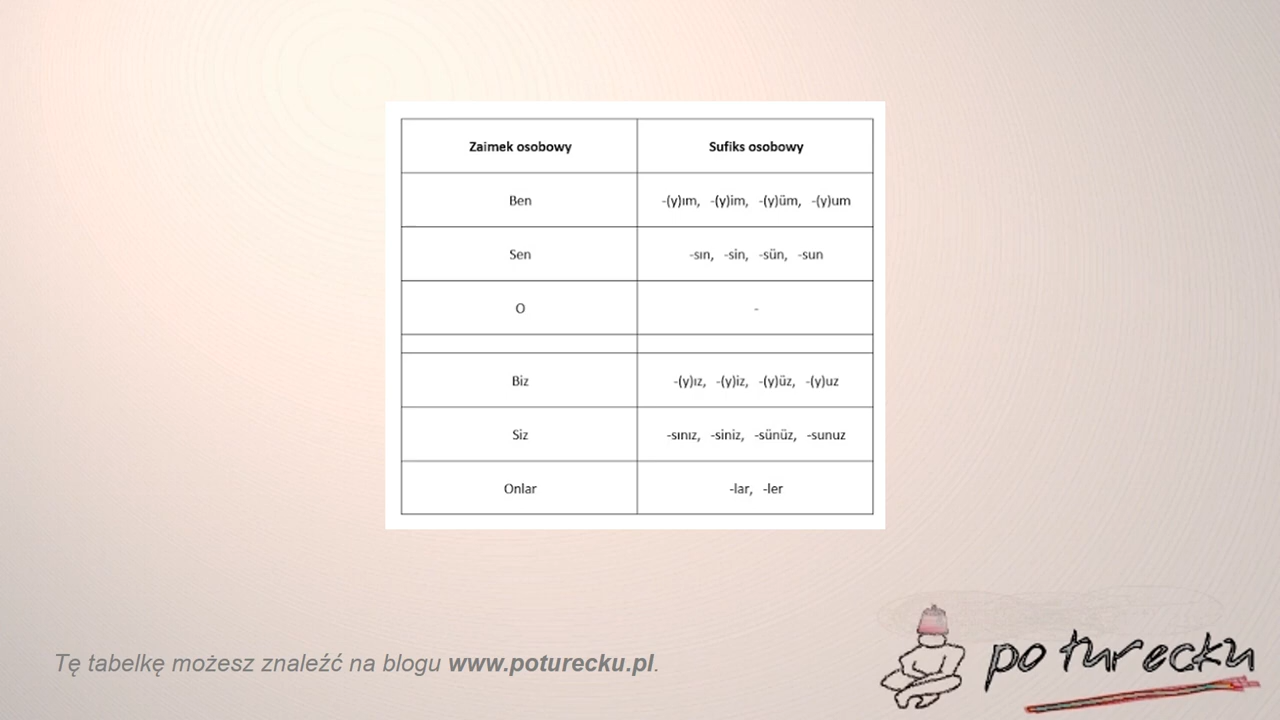 Zaimek osobowy Sufiks osobowy
Ben -(y)ım, -(y)im, -(y)üm, -(y)um
Sen -sın, -sin, -sün, -sun
O -
Biz -(y)ız, -(y)iz, -(y)üz, -(y)uz
Siz -sınız, -siniz, -sünüz, -sunuz
Onlar -lar, -ler
Tę tabelkę możesz znaleźć na blogu www.poturecku.pl.
po turecku